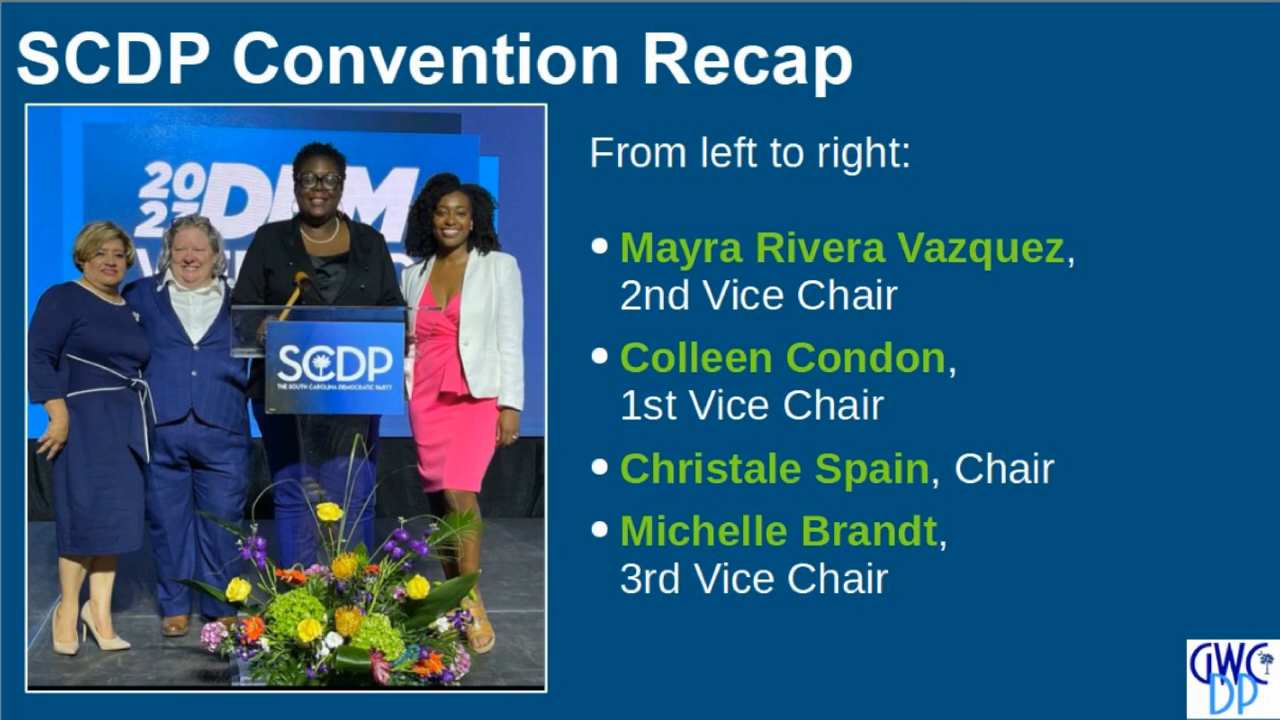 SCDP Convention Recap
From left to right:
Mayra Rivera Vazquez,
2nd Vice Chair
Colleen Condon,
1st Vice Chair
Christale Spain, Chair
Michelle Brandt,
3rd Vice Chair
20
SCDP
THE SOUTH CAROLINA DEMOCRATIC PARTY
GWC
DP